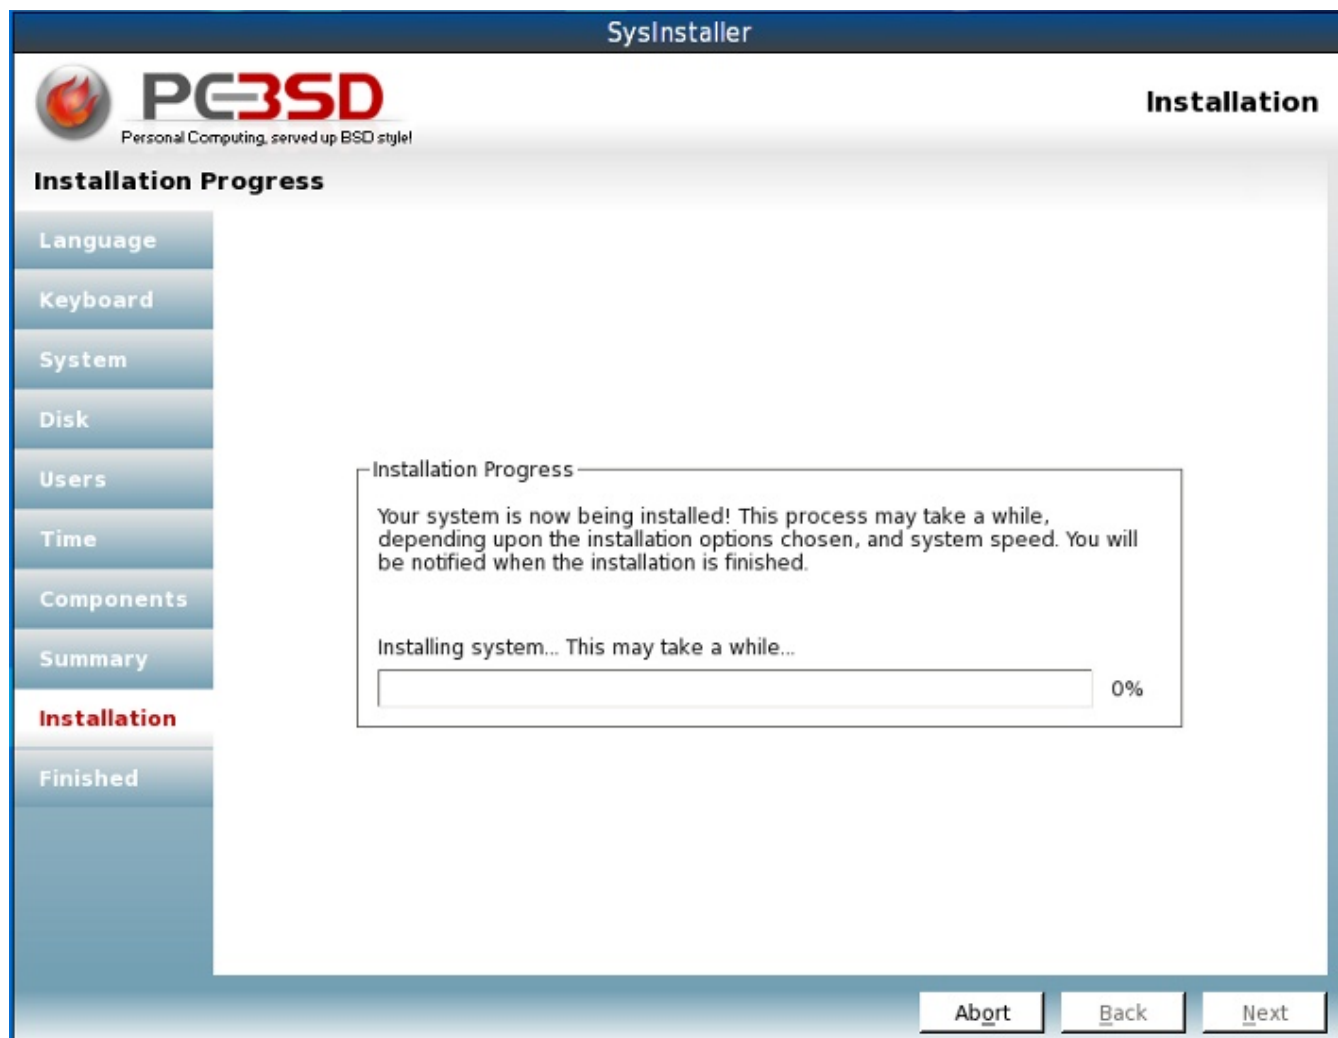 SysInstaller
PCBSD
Personal Computing, served up BSD style!
Installation
Installation Progress
Language
Keyboard
System
Disk
Users
Time
Components
Summary
Installation
Finished
Installation Progress
Your system is now being installed! This process may take a while,
depending upon the installation options chosen, and system speed. You will
be notified when the installation is finished.
Installing system... This may take a while...
0%
Abort
Back
Next